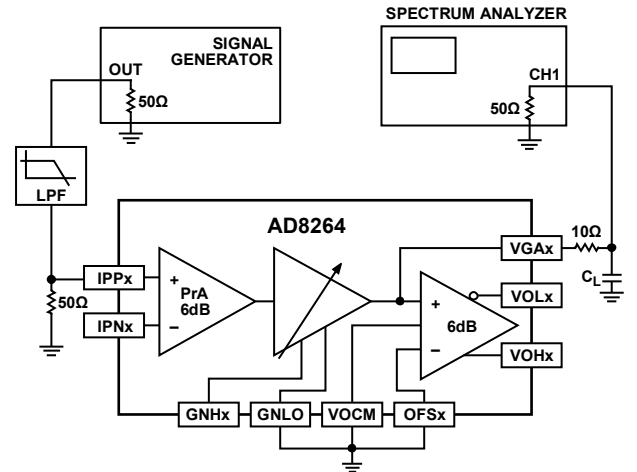 SPECTRUM ANALYZER
SIGNAL
GENERATOR
OUT
50Ω
CH1
50Ω
LPF
AD8264
10Ω
VGAx
CL
IPPx
+
PrA
6dB
–
50Ω
IPNx
+
6dB
–
VOLx
VOHx
GNHx
GNLO
VOCM
OFSx